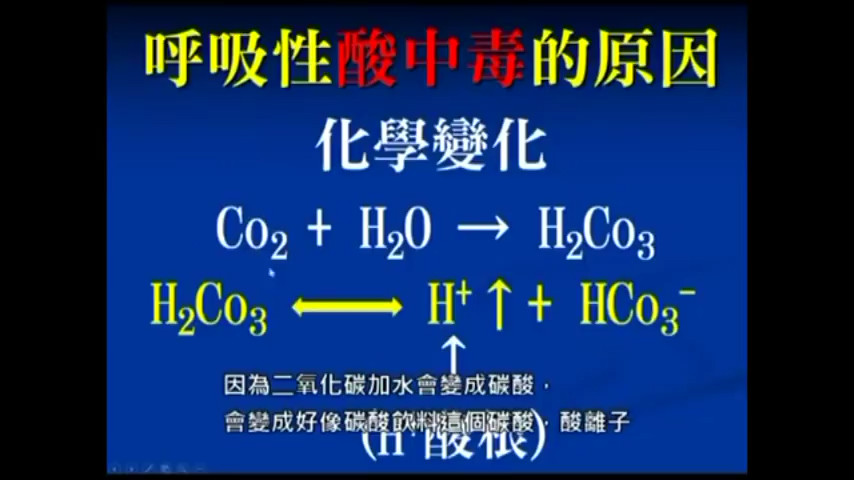 呼吸性酸中毒的原因
化學變化
Co₂ + H₂O → H₂Co₃
H₂Co₃ ⟷ H⁺ ↑ + HCo₃⁻
↑
因為二氧化碳加水會變成碳酸，
會變成好像碳酸飲料這個碳酸，酸離子
(H⁺酸根)